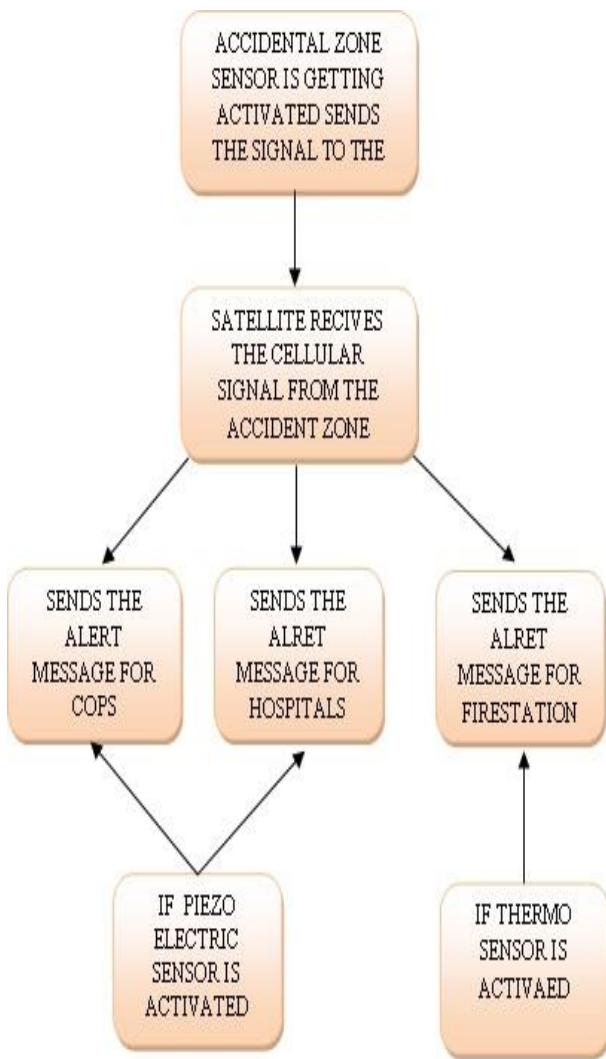 ACCIDENTAL ZONE
SENSOR IS GETTING
ACTIVATED SENDS
THE SIGNAL TO THE
SATELLITE RECIVES
THE CELLULAR
SIGNAL FROM THE
ACCIDENT ZONE
SENDS THE
ALERT
MESSAGE FOR
COPS
SENDS THE
ALRET
MESSAGE FOR
HOSPITALS
SENDS THE
ALRET
MESSAGE FOR
FIRESTATION
IF PIEZO
ELECTRIC
SENSOR IS
ACTIVATED
IF THERMO
SENSOR IS
ACTIVAED